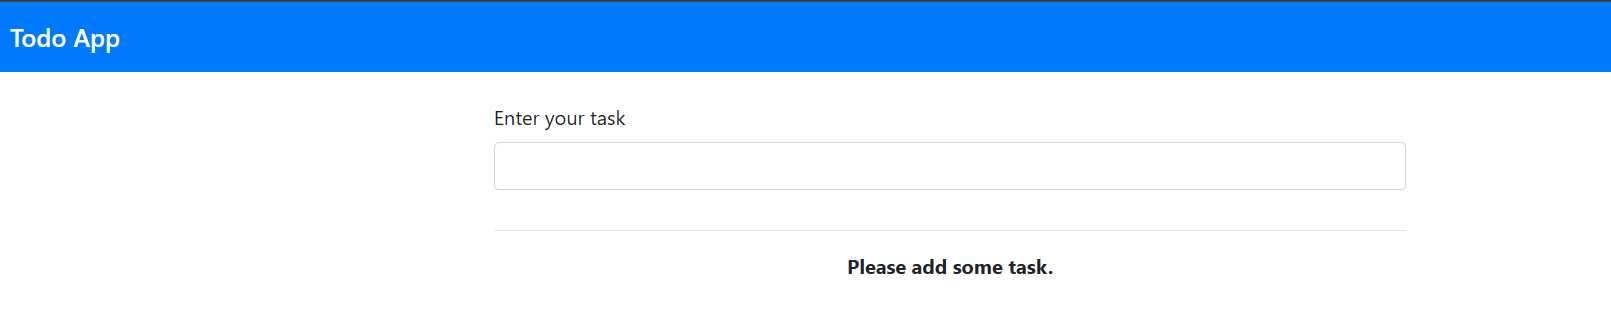 Todo App
Enter your task
Please add some task.